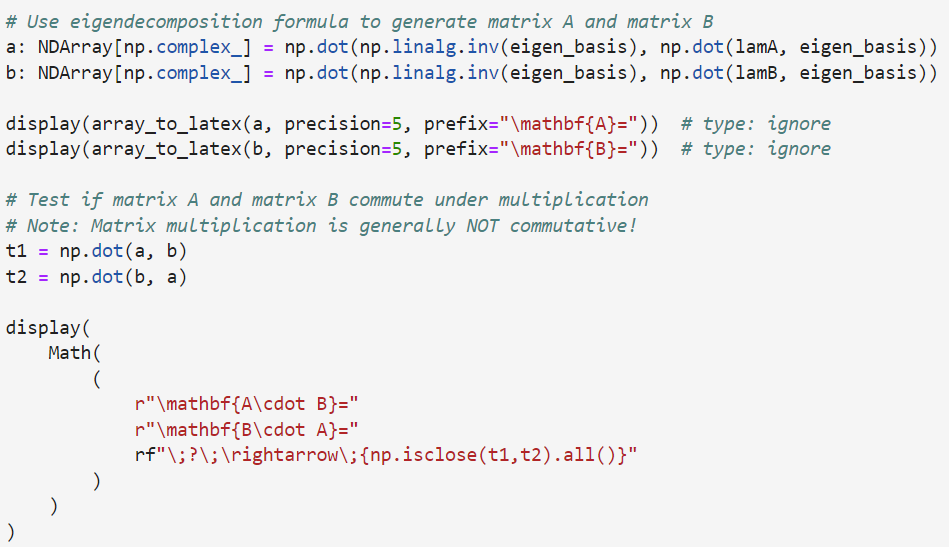 # Use eigendecomposition formula to generate matrix A and matrix B
a: NDArray[np.complex_] = np.dot(np.linalg.inv(eigen_basis), np.dot(lamA, eigen_basis))
b: NDArray[np.complex_] = np.dot(np.linalg.inv(eigen_basis), np.dot(lamB, eigen_basis))

display(array_to_latex(a, precision=5, prefix="\mathbf{A}="))  # type: ignore
display(array_to_latex(b, precision=5, prefix="\mathbf{B}="))  # type: ignore

# Test if matrix A and matrix B commute under multiplication
# Note: Matrix multiplication is generally NOT commutative!
t1 = np.dot(a, b)
t2 = np.dot(b, a)

display(
    Math(
        (
            r"\mathbf{A\cdot B}="
            r"\mathbf{B\cdot A}="
            rf"\;?\;\rightarrow\;{np.isclose(t1,t2).all()}"
        )
    )
)